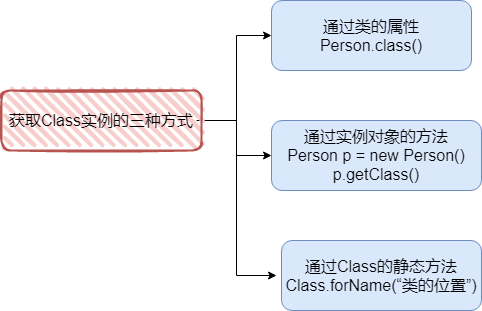 通过类的属性
Person.class()
获取Class实例的三种方式
通过实例对象的方法
Person p = new Person()
p.getClass()
通过Class的静态方法
Class.forName(“类的位置”)